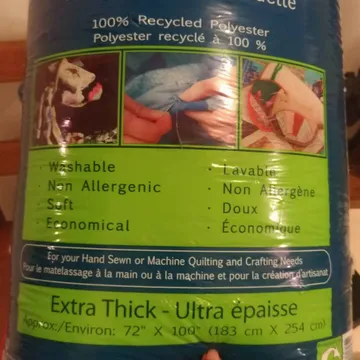 100% Recycled Polyester
Polyester recyclé à 100 %
· Washable
· Non Allergenic
· Soft
· Economical
· Lavable
· Non Allergène
· Doux
· Économique
For your Hand Sewn or Machine Quilting and Crafting Needs
Pour le matelassage à la main ou à la machine et pour la création d'artisanat
Extra Thick - Ultra épaisse
Approx:/Environ: 72" X 100" (183 cm X 254 cm)